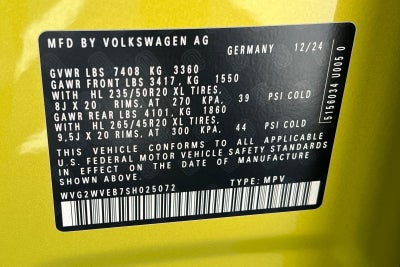 MFD BY VOLKSWAGEN AG GERMANY 12/24
GVWR LBS 7408 KG 3360
GAWR FRONT LBS 3417, KG 1550
WITH HL 235/50R20 XL TIRES,
8J X 20 RIMS, AT 270 KPA, 39 PSI COLD
GAWR REAR LBS 4101, KG 1860
WITH HL 265/45R20 XL TIRES,
9,5J X 20 RIMS, AT 300 KPA, 44 PSI COLD
THIS VEHICLE CONFORMS TO ALL APPLICABLE
U.S. FEDERAL MOTOR VEHICLE SAFETY STANDARDS
IN EFFECT ON THE DATE OF MANUFACTURE
SHOWN ABOVE.
WVG2WVEB7SH025072 TYPE: MPV
5156034 U005 0